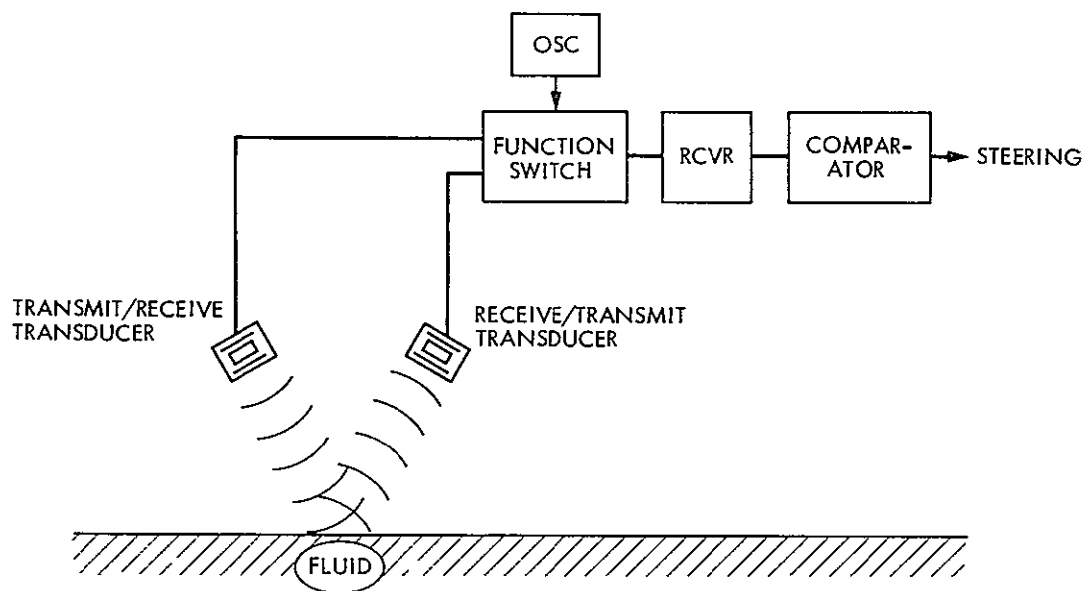 OSC
FUNCTION
SWITCH
RCVR
COMPAR-
ATOR
STEERING
TRANSMIT/RECEIVE
TRANSDUCER
RECEIVE/TRANSMIT
TRANSDUCER
FLUID